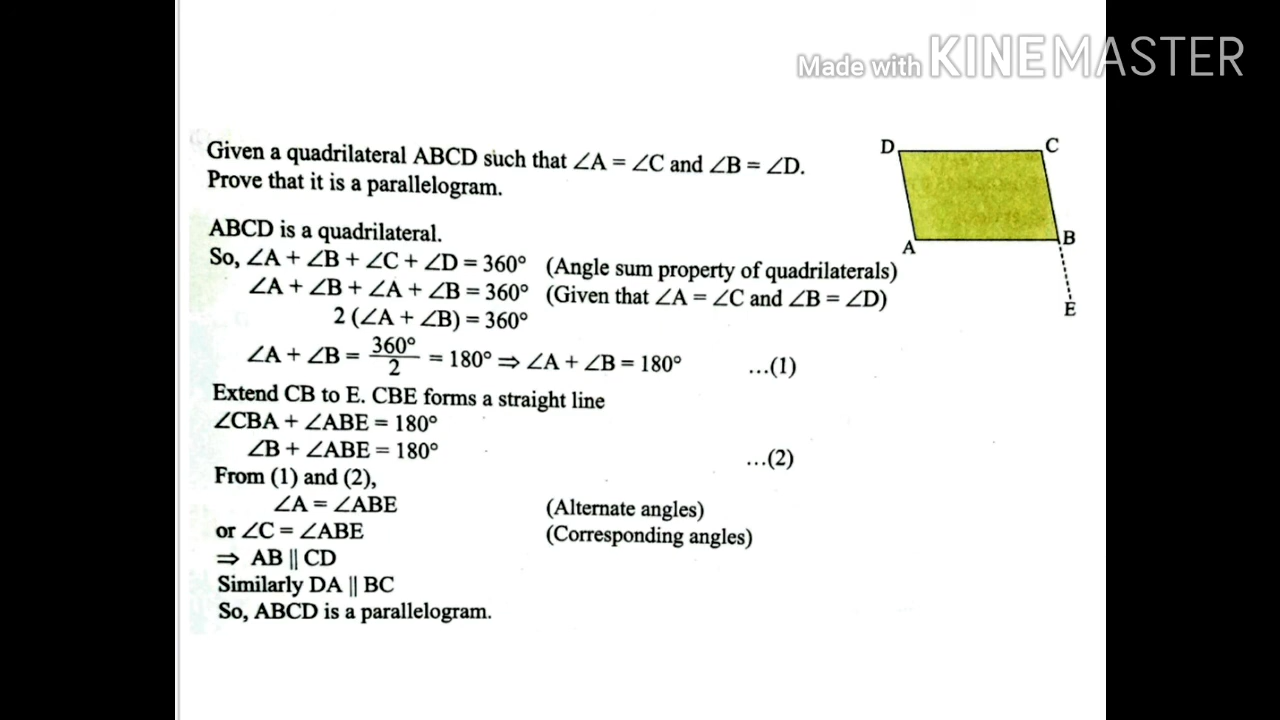 Made with KINEMASTER
Given a quadrilateral ABCD such that ∠A = ∠C and ∠B = ∠D.
Prove that it is a parallelogram.
D C
A B
E
ABCD is a quadrilateral.
So, ∠A + ∠B + ∠C + ∠D = 360° (Angle sum property of quadrilaterals)
∠A + ∠B + ∠A + ∠B = 360° (Given that ∠A = ∠C and ∠B = ∠D)
2 (∠A + ∠B) = 360°
∠A + ∠B = 360°/2 = 180° ⇒ ∠A + ∠B = 180° ...(1)
Extend CB to E. CBE forms a straight line
∠CBA + ∠ABE = 180°
∠B + ∠ABE = 180° ...(2)
From (1) and (2),
∠A = ∠ABE (Alternate angles)
or ∠C = ∠ABE (Corresponding angles)
⇒ AB || CD
Similarly DA || BC
So, ABCD is a parallelogram.